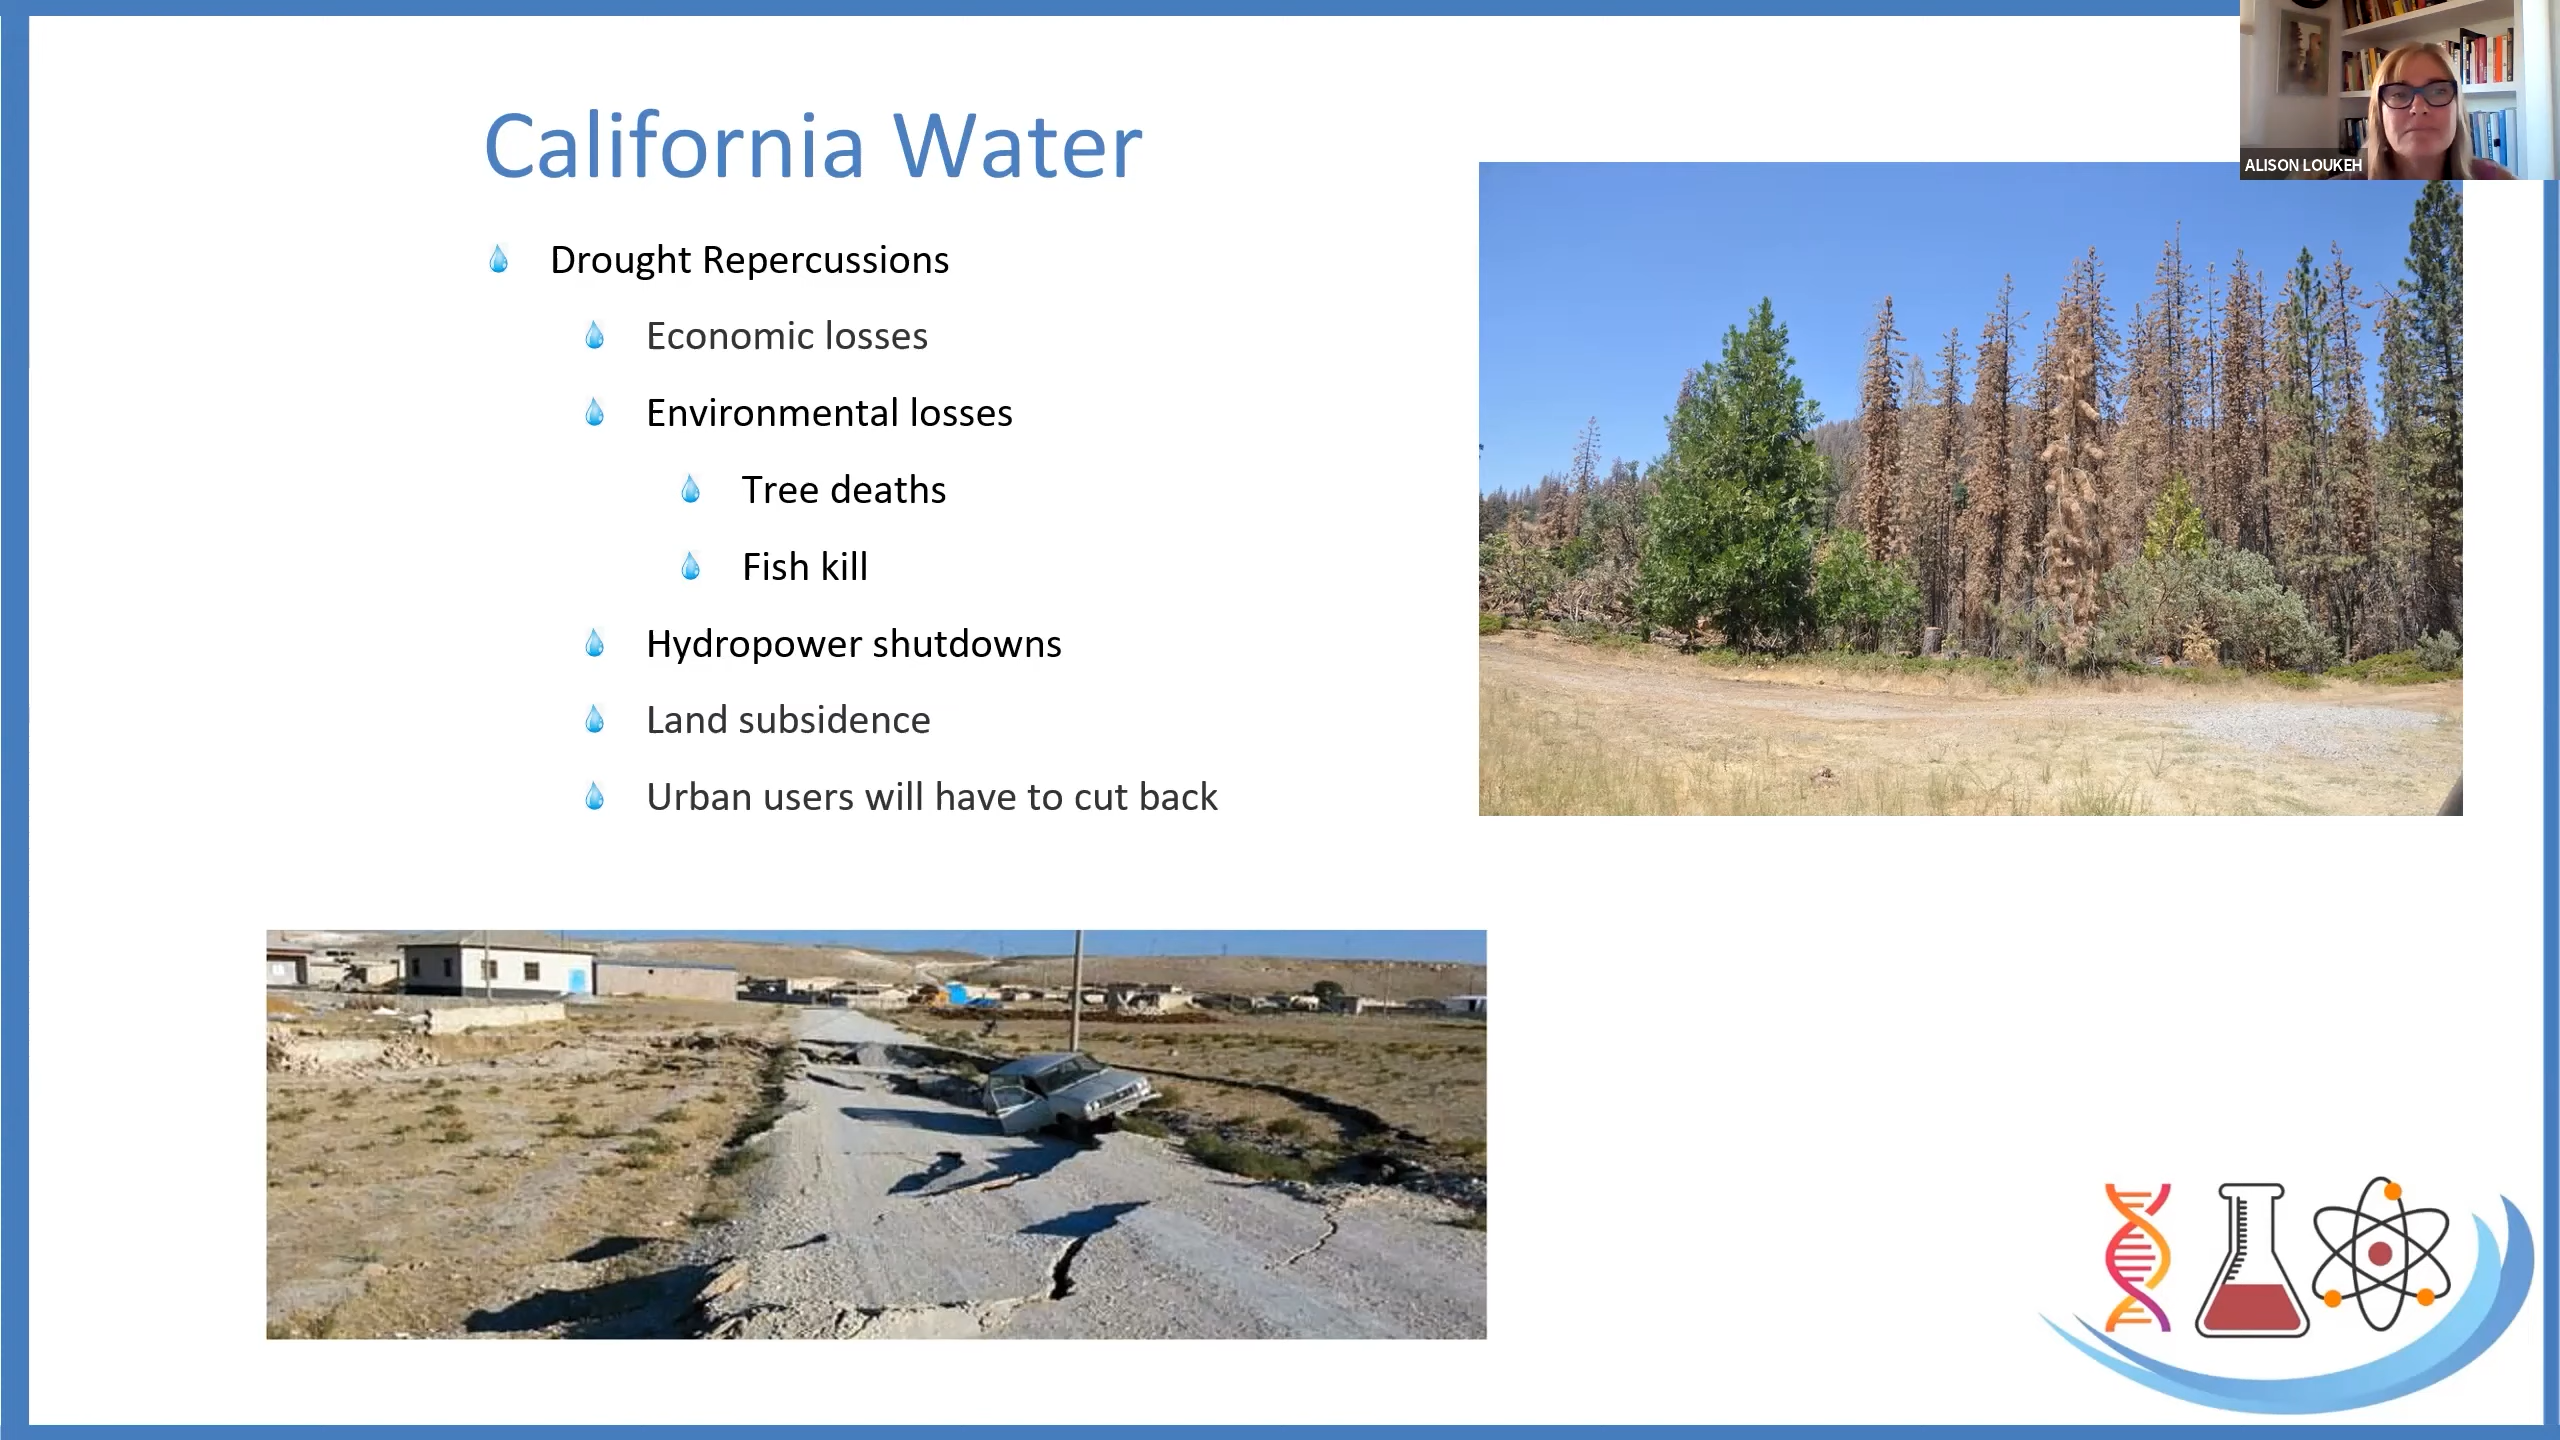 California Water
Drought Repercussions
Economic losses
Environmental losses
Tree deaths
Fish kill
Hydropower shutdowns
Land subsidence
Urban users will have to cut back
ALISON LOUKEH